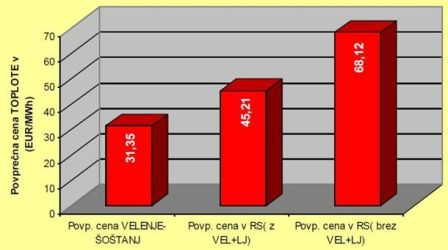 Povprečna cena TOPLOTE v
(EUR/MWh)
70
60
50
40
30
20
10
0
31,35
45,21
68,12
Povp. cena VELENJE-
ŠOŠTANJ
Povp. cena v RS( z
VEL+LJ)
Povp. cena v RS( brez
VEL+LJ)